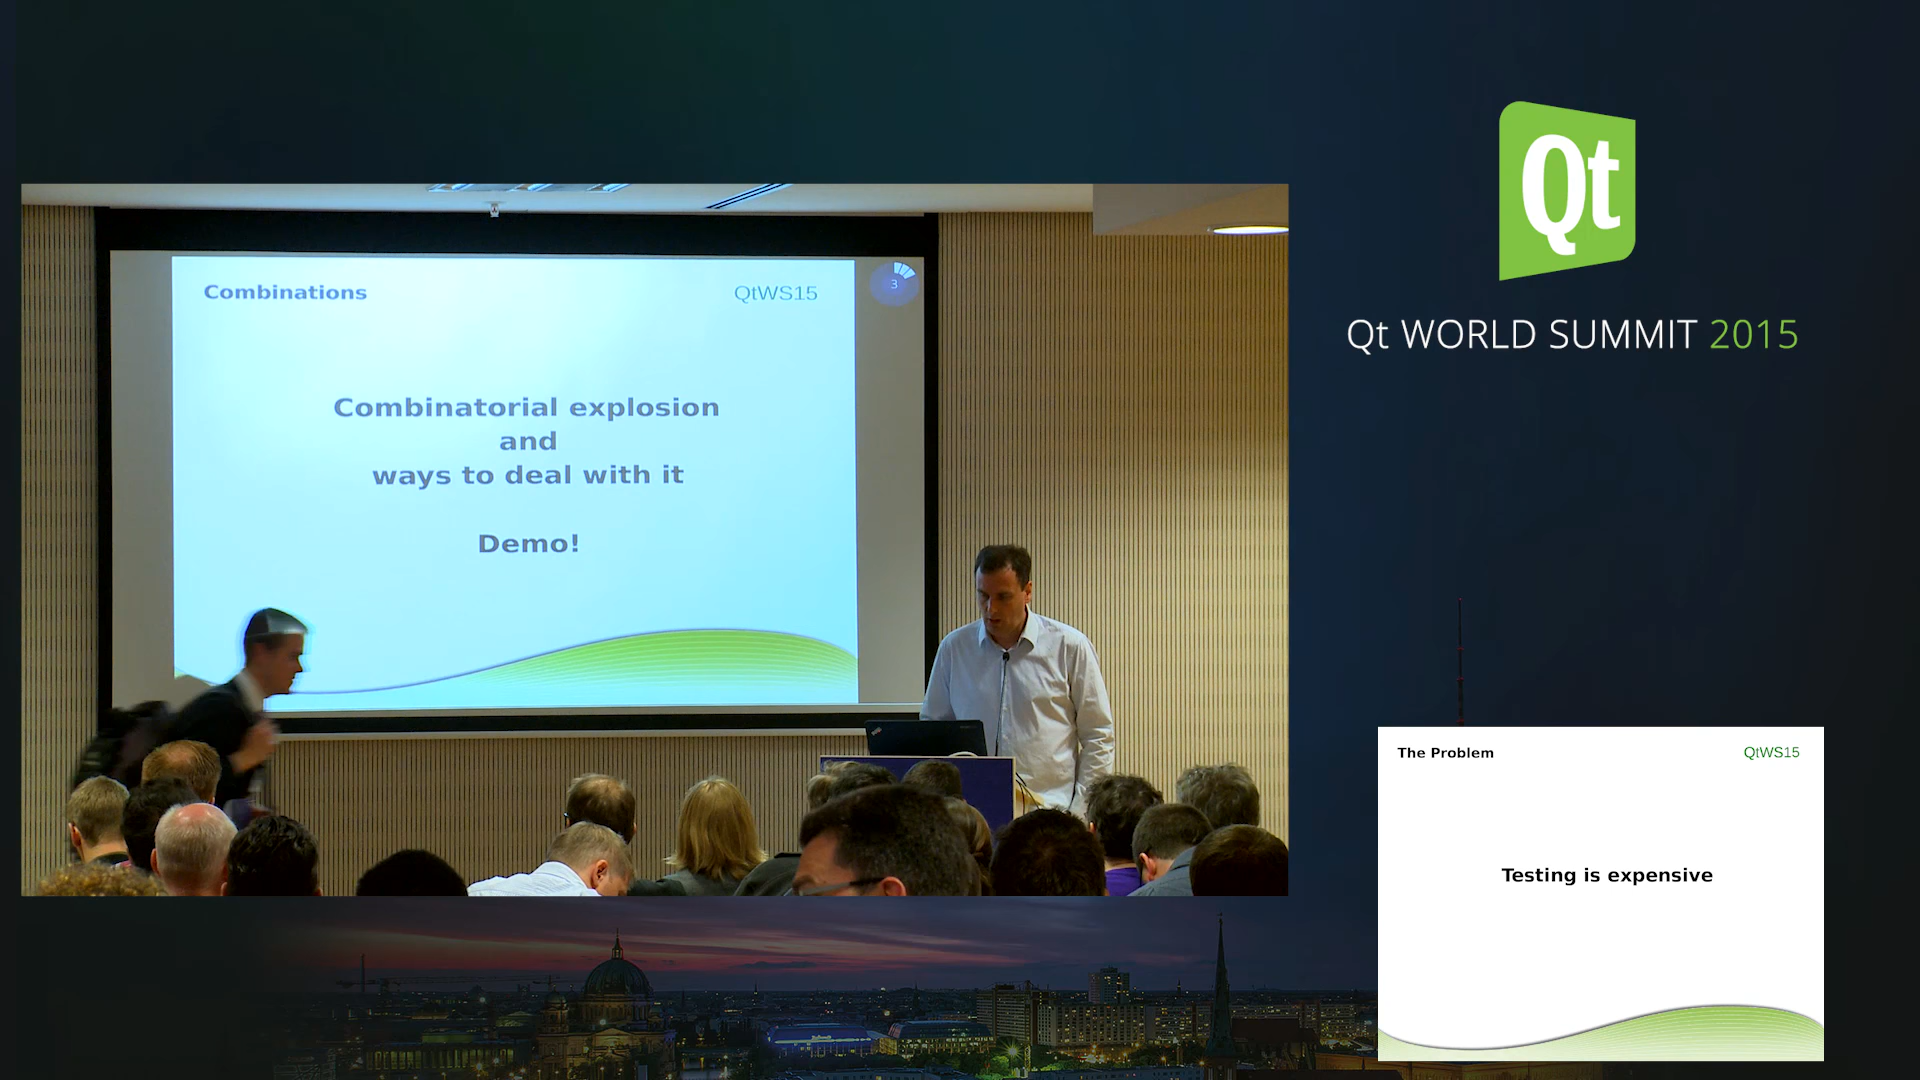 Combinations
QtWS15
3
Combinatorial explosion
and
ways to deal with it
Demo!
Qt
Qt WORLD SUMMIT 2015
The Problem
QtWS15
Testing is expensive